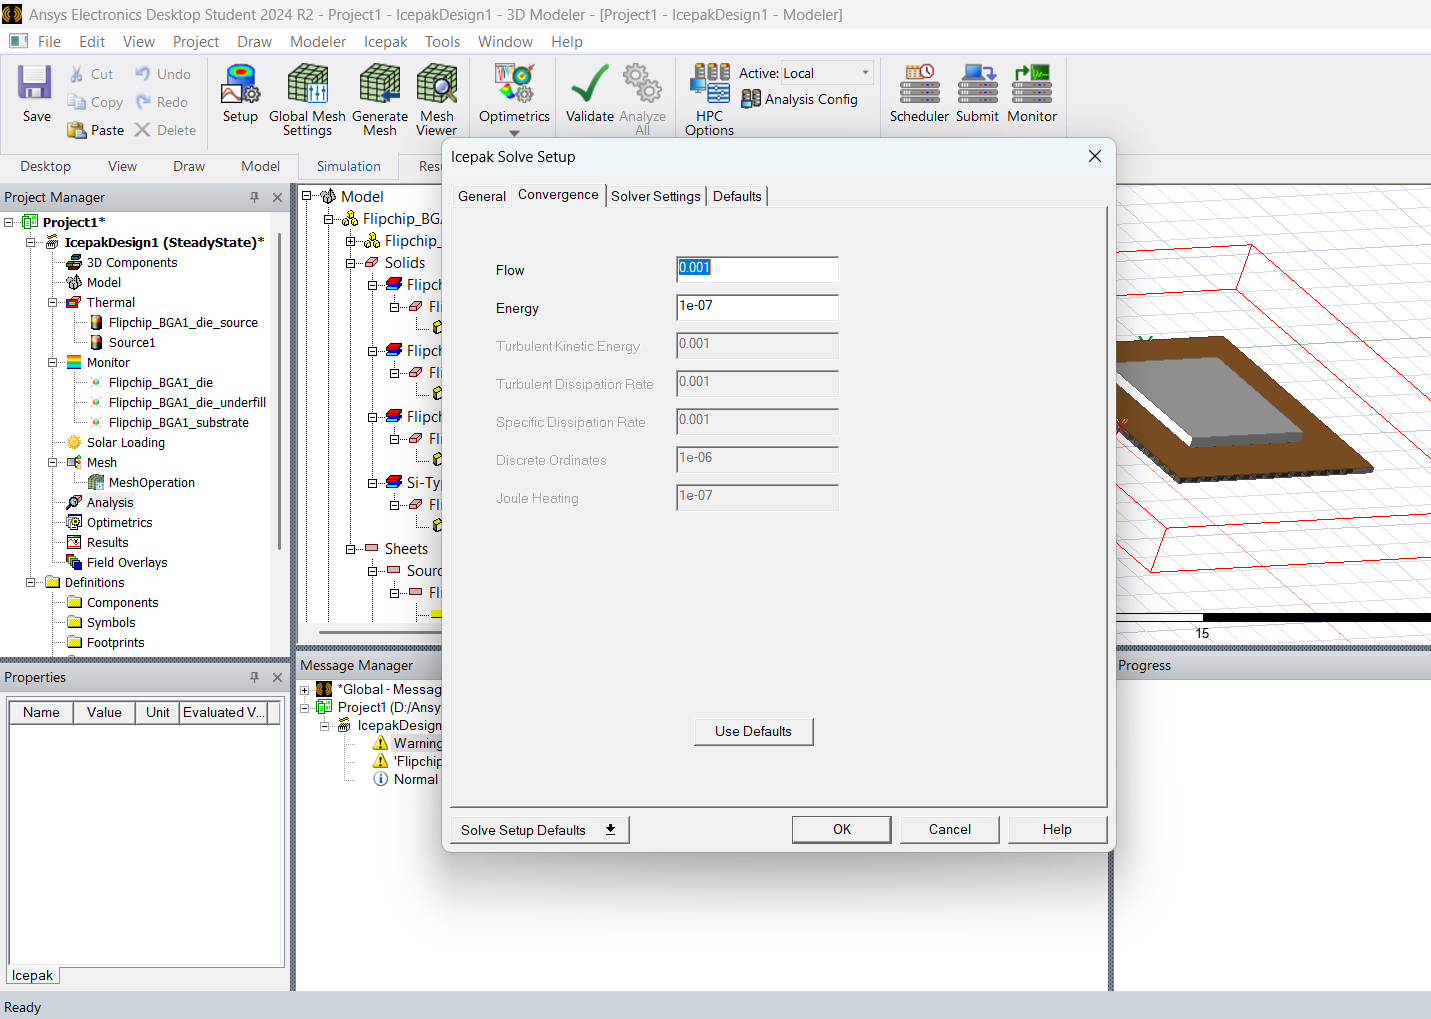 Ansys Electronics Desktop Student 2024 R2 - Project1 - IcepakDesign1 - 3D Modeler - [Project1 - IcepakDesign1 - Modeler]
File Edit View Project Draw Modeler Icepak Tools Window Help
Save
Cut
Copy
Paste
Undo
Redo
Delete
Setup
Global Mesh Settings
Generate Mesh
Mesh Viewer
Optimetrics
Validate
Analyze All
HPC Options
Active: Local
Analysis Config
Scheduler
Submit
Monitor
Desktop View Draw Model Simulation Resu
Project Manager
Project1*
IcepakDesign1 (SteadyState)*
3D Components
Model
Thermal
Flipchip_BGA1_die_source
Source1
Monitor
Flipchip_BGA1_die
Flipchip_BGA1_die_underfill
Flipchip_BGA1_substrate
Solar Loading
Mesh
MeshOperation
Analysis
Optimetrics
Results
Field Overlays
Definitions
Components
Symbols
Footprints
Properties
Name Value Unit Evaluated V...
Icepak
Ready
Model
Flipchip_BGA
Flipchip_
Solids
Flipch
Fli
Flipch
Fli
Flipch
Fli
Si-Typ
Fli
Sheets
Sourc
Fli
Icepak Solve Setup
General Convergence Solver Settings Defaults
Flow 0.001
Energy 1e-07
Turbulent Kinetic Energy 0.001
Turbulent Dissipation Rate 0.001
Specific Dissipation Rate 0.001
Discrete Ordinates 1e-06
Joule Heating 1e-07
Use Defaults
Solve Setup Defaults OK Cancel Help
15
Message Manager
*Global - Messag
Project1 (D:/Ansy
IcepakDesign
Warning
'Flipchip
Normal
Progress